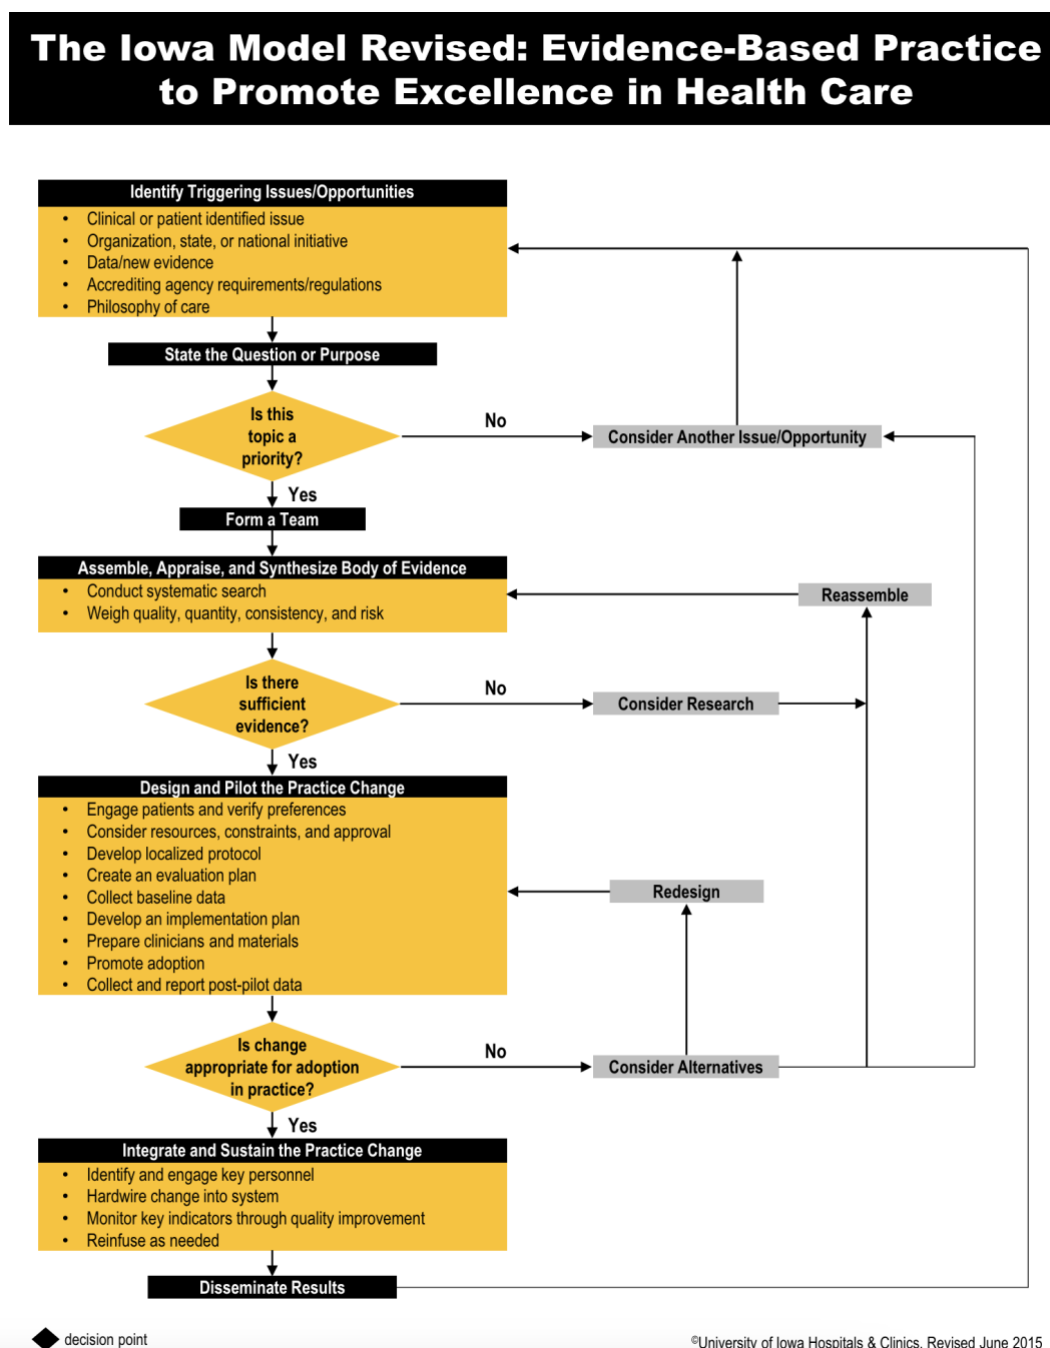 The Iowa Model Revised: Evidence-Based Practice
to Promote Excellence in Health Care
Identify Triggering Issues/Opportunities
• Clinical or patient identified issue
• Organization, state, or national initiative
• Data/new evidence
• Accrediting agency requirements/regulations
• Philosophy of care
State the Question or Purpose
Is this
topic a
priority?
No
Consider Another Issue/Opportunity
Yes
Form a Team
Assemble, Appraise, and Synthesize Body of Evidence
• Conduct systematic search
• Weigh quality, quantity, consistency, and risk
Reassemble
Is there
sufficient
evidence?
No
Consider Research
Yes
Design and Pilot the Practice Change
• Engage patients and verify preferences
• Consider resources, constraints, and approval
• Develop localized protocol
• Create an evaluation plan
• Collect baseline data
• Develop an implementation plan
• Prepare clinicians and materials
• Promote adoption
• Collect and report post-pilot data
Redesign
Is change
appropriate for adoption
in practice?
No
Consider Alternatives
Yes
Integrate and Sustain the Practice Change
• Identify and engage key personnel
• Hardwire change into system
• Monitor key indicators through quality improvement
• Reinfuse as needed
Disseminate Results
decision point
©University of Iowa Hospitals & Clinics, Revised June 2015